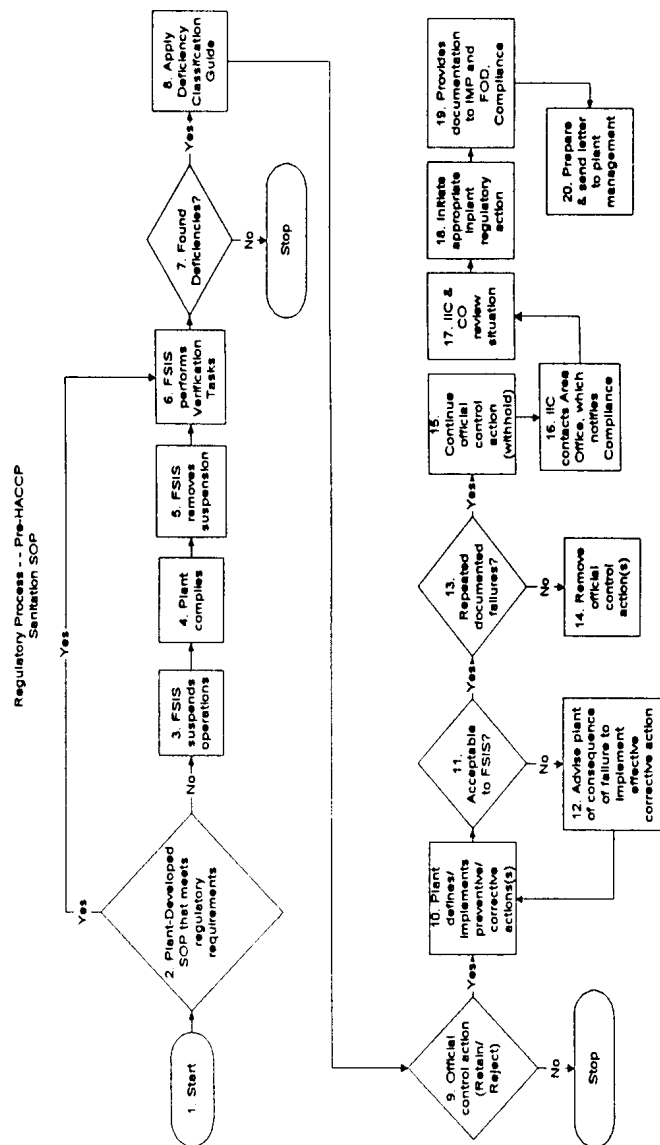 Regulatory Process -- Pre-HACCP
Sanitation SOP
1. Start
2. Plant-Developed
SOP that meets
regulatory
requirements
Yes
Yes
No
3. FSIS
suspends
operations
4. Plant
complies
5. FSIS
removes
suspension
6. FSIS
performs
Verification
Tasks
7. Found
Deficiencies?
No
Stop
Yes
8. Apply
Deficiency
Classification
Guide
9. Official
control action
(Retain/
Reject)
No
Stop
Yes
10. Plant
defines/
implements
preventive/
corrective
actions(s)
11.
Acceptable
to FSIS?
No
12. Advise plant
of consequence
of failure to
implement
effective
corrective action
Yes
13.
Repeated
documented
failures?
No
14. Remove
official
control
action(s)
Yes
15.
Continue
official
control
action
(withhold)
16. IIC
contacts Area
Office, which
notifies
Compliance
17. IIC &
CO
review
situation
18. Initiate
appropriate
inplant
regulatory
action
19. Provides
documentation
to IMP and
FOD,
Compliance
20. Prepare
& send letter
to plant
management